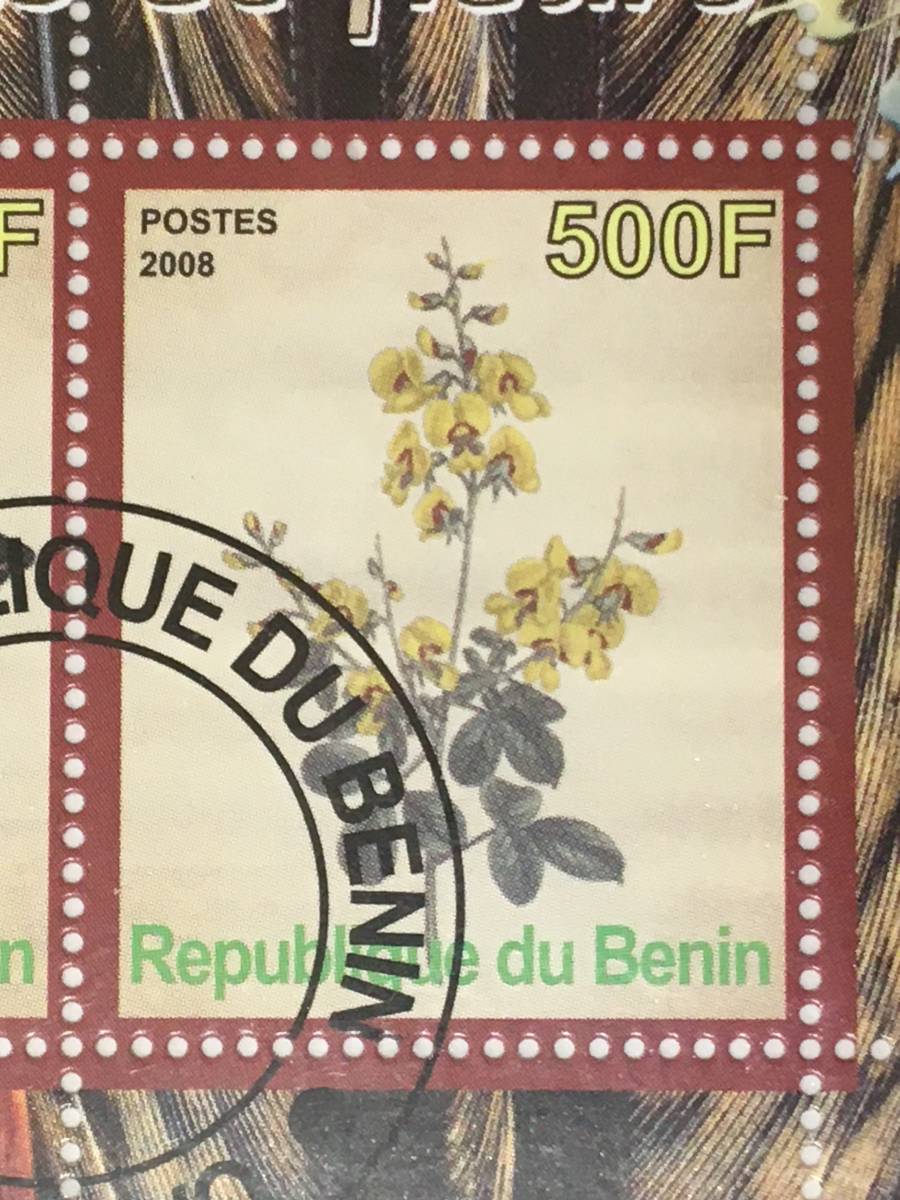 POSTES
2008
500F
F
Republique du Benin
n
IQUE DU BENIN